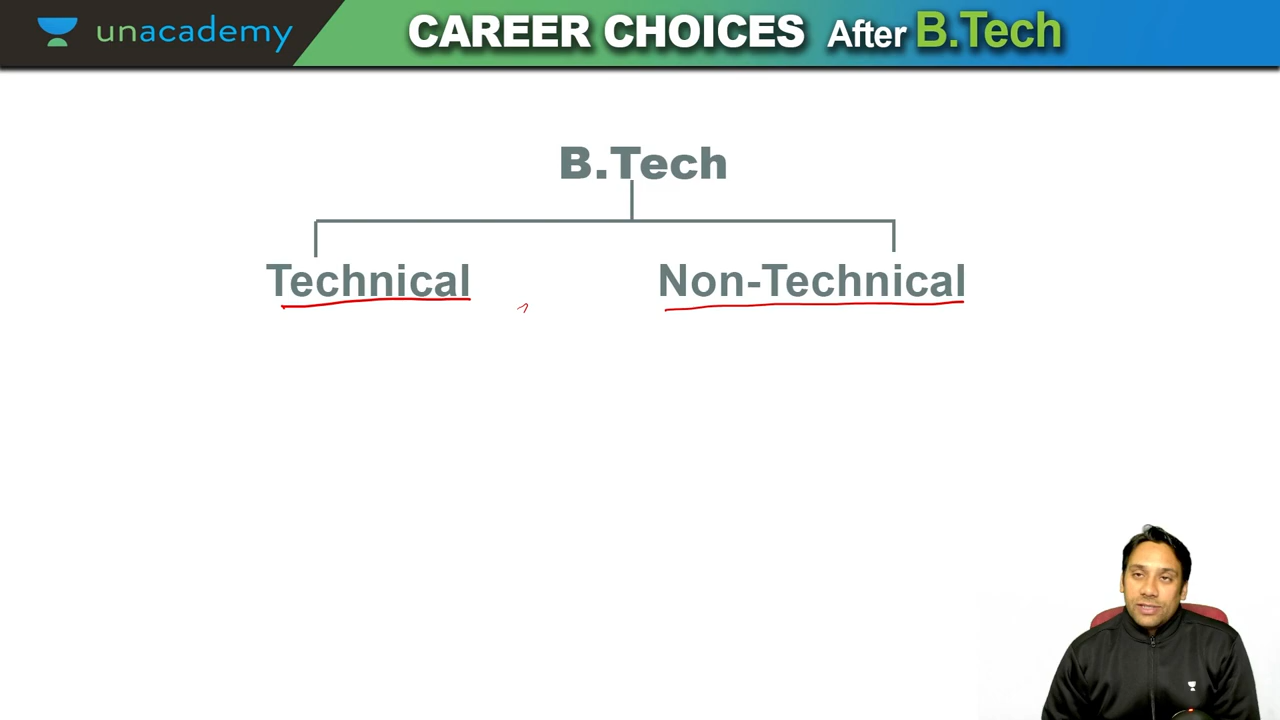 unacademy
CAREER CHOICES After B.Tech
B.Tech
Technical
Non-Technical